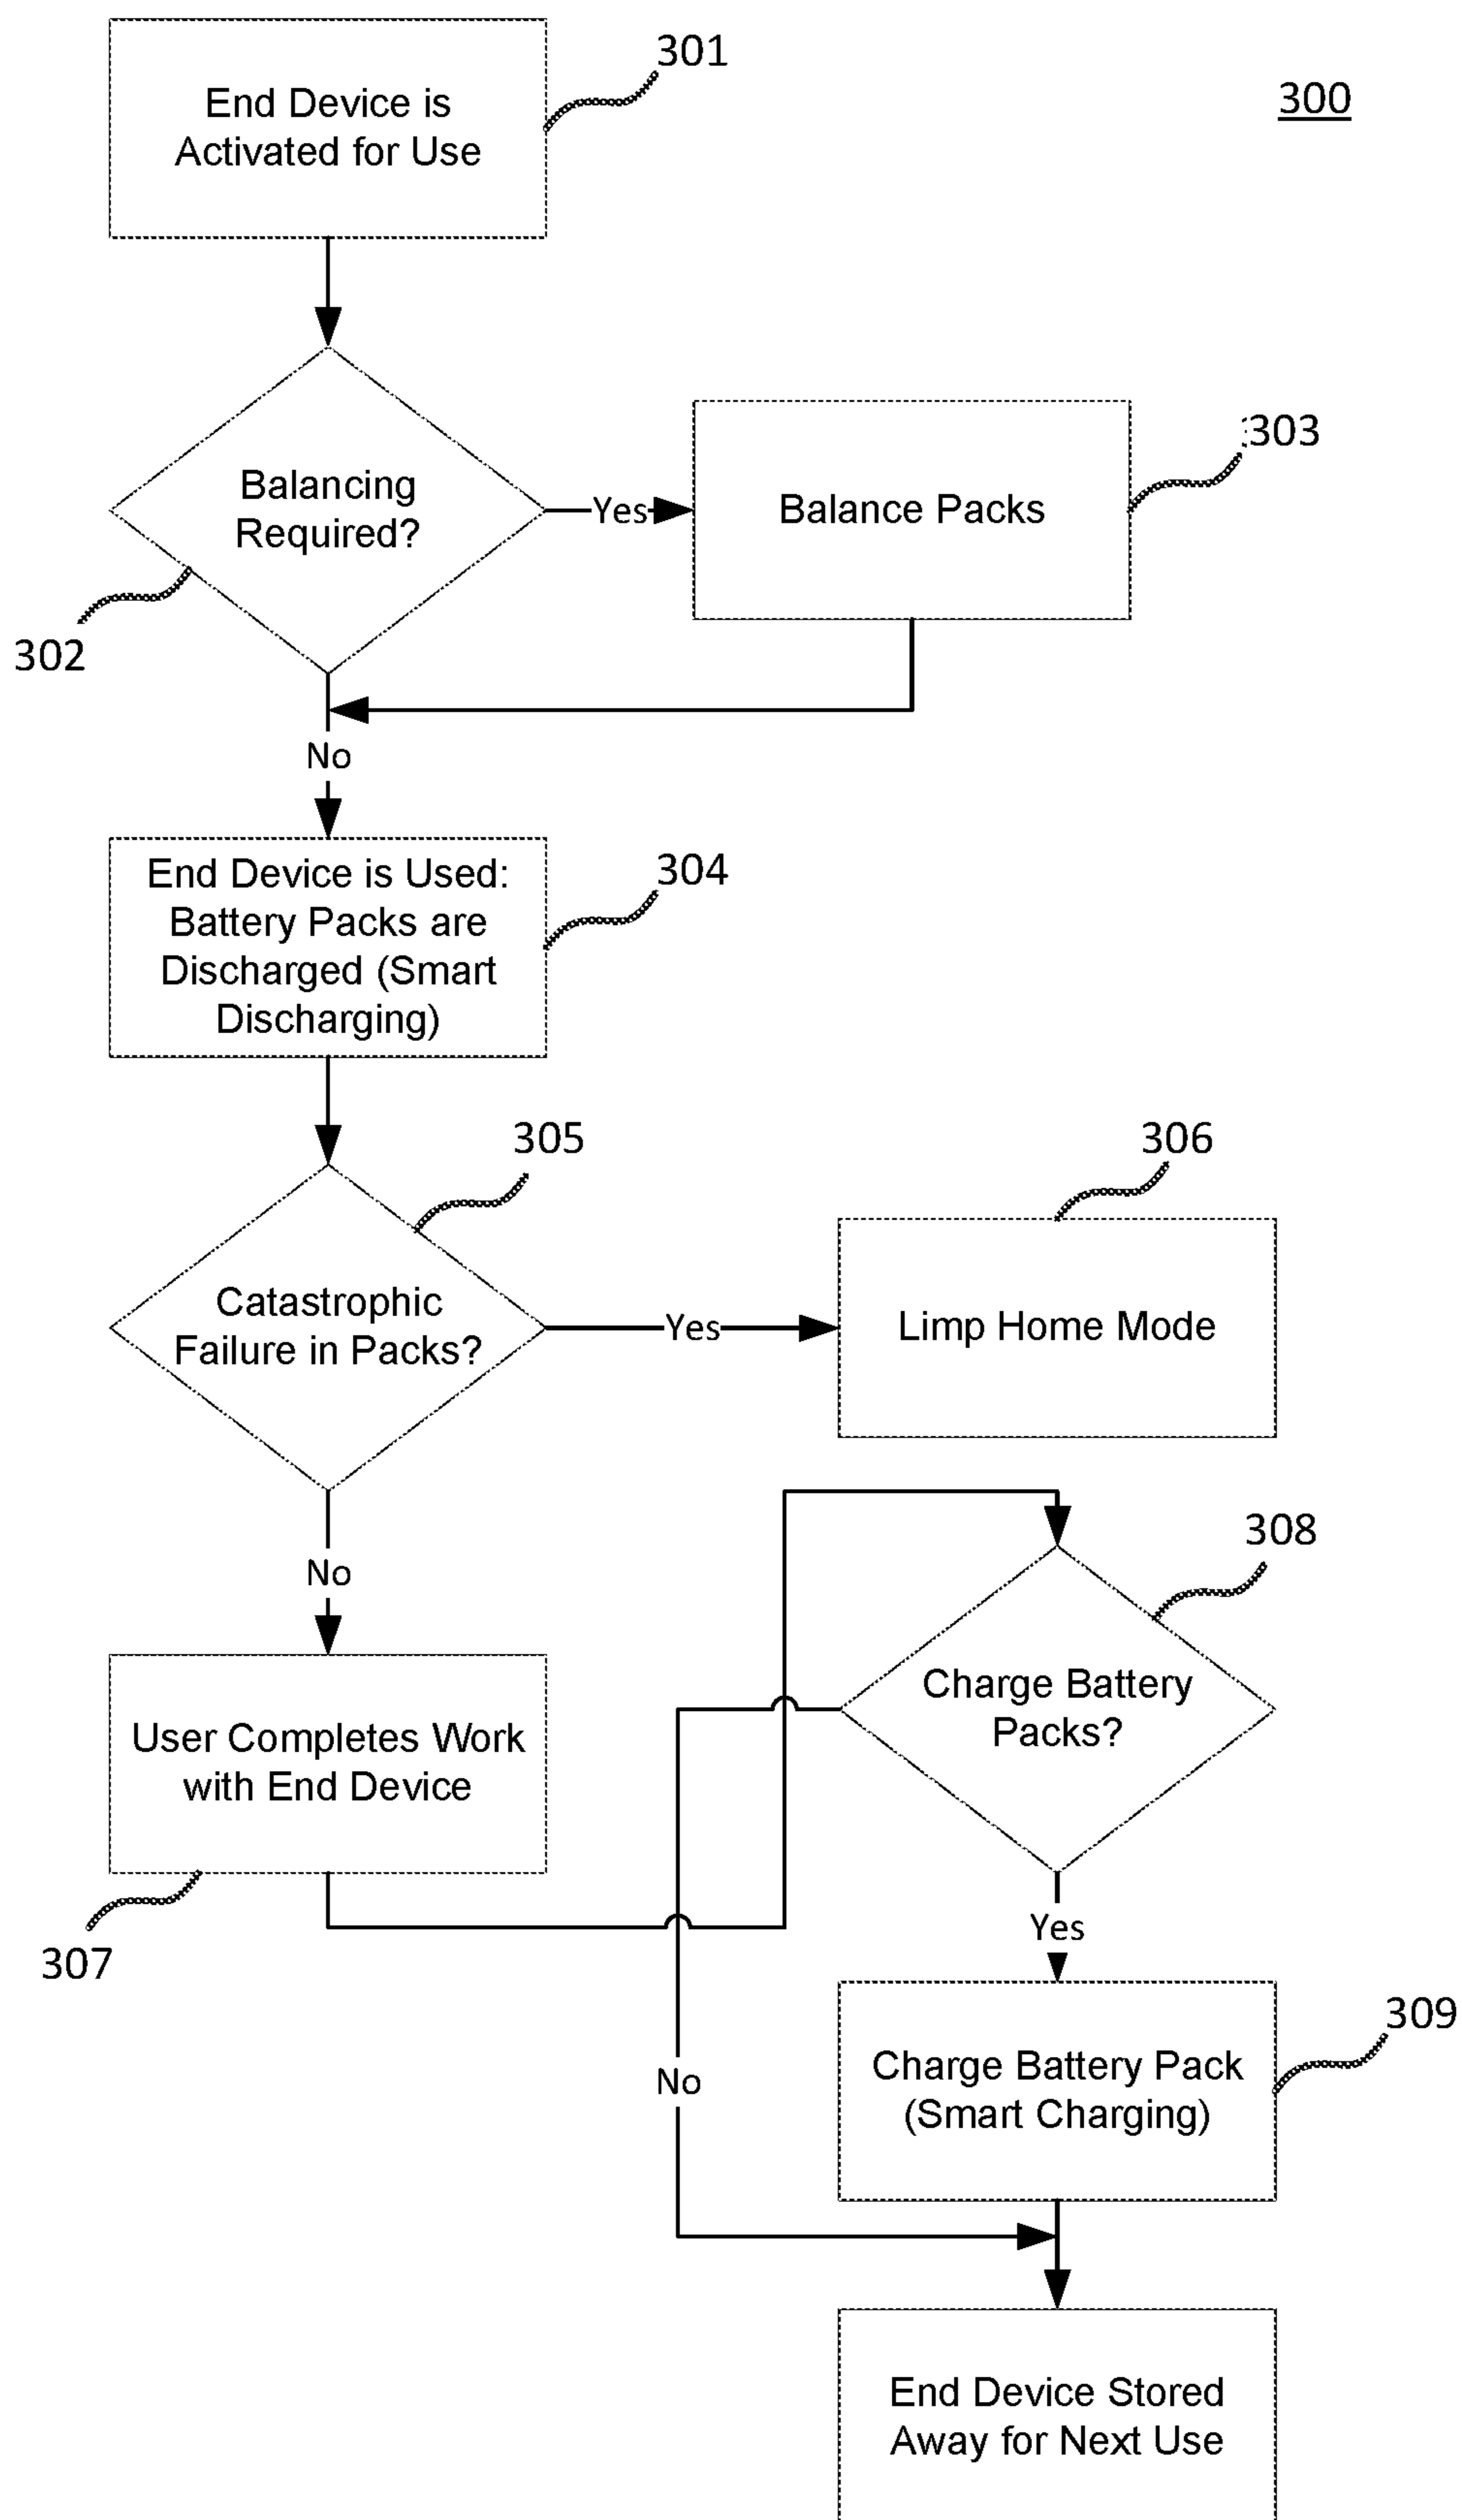 301
300
End Device is
Activated for Use
303
Balancing
Required?
Yes
Balance Packs
302
No
304
End Device is Used:
Battery Packs are
Discharged (Smart
Discharging)
305
306
Catastrophic
Failure in Packs?
Yes
Limp Home Mode
308
No
Charge Battery
Packs?
User Completes Work
with End Device
Yes
307
309
No
Charge Battery Pack
(Smart Charging)
End Device Stored
Away for Next Use